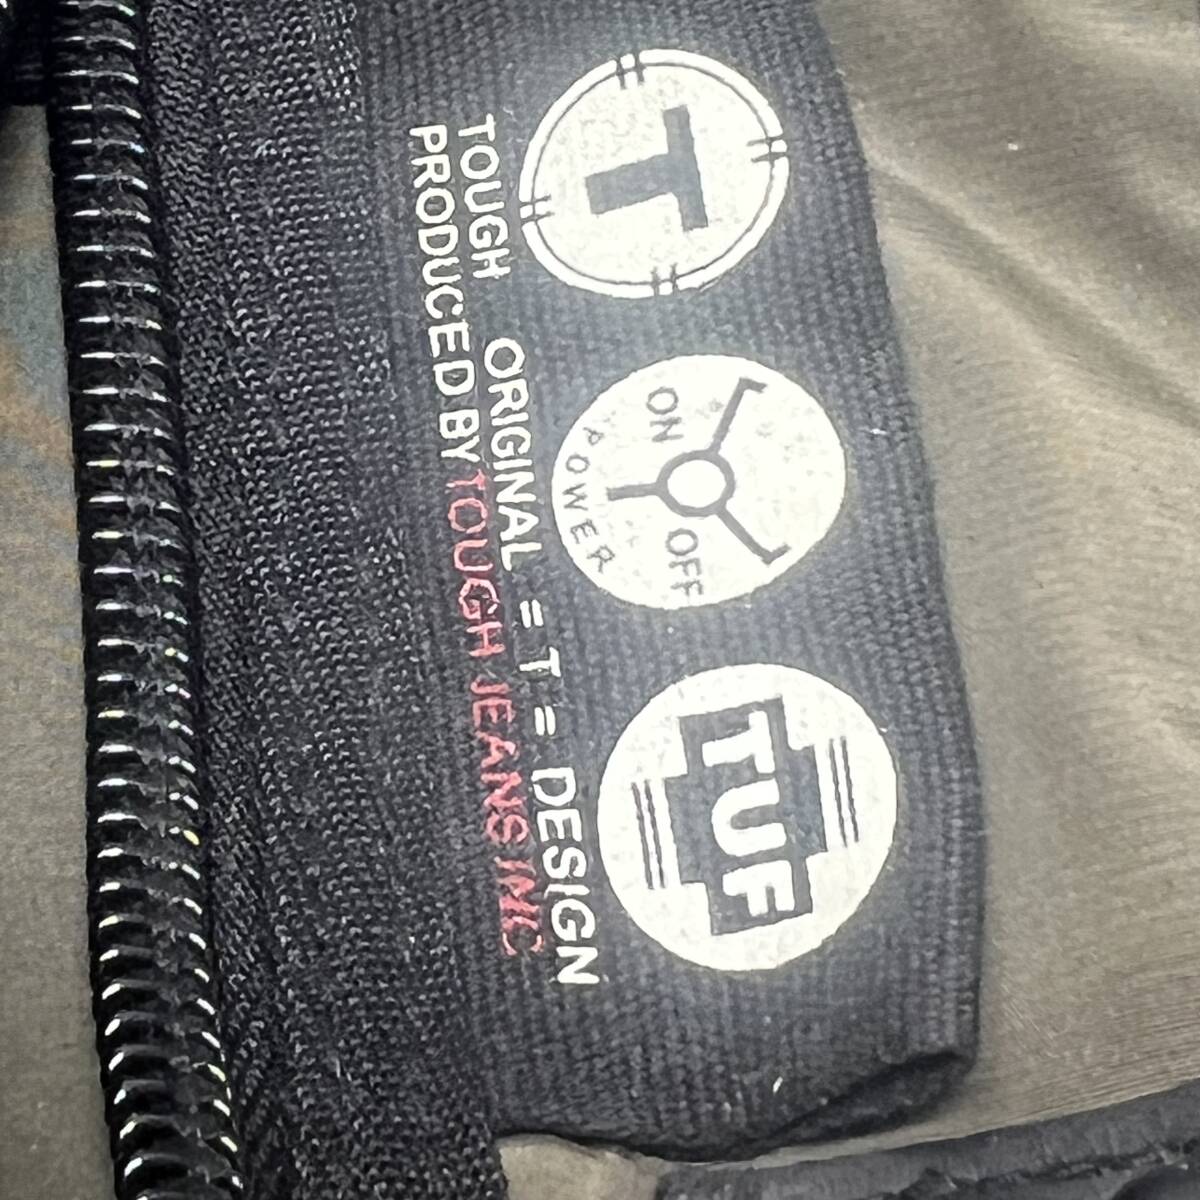 T
ON OFF
POWER
TUF
TOUGH ORIGINAL = T = DESIGN
PRODUCED BY TOUGH JEANS INC